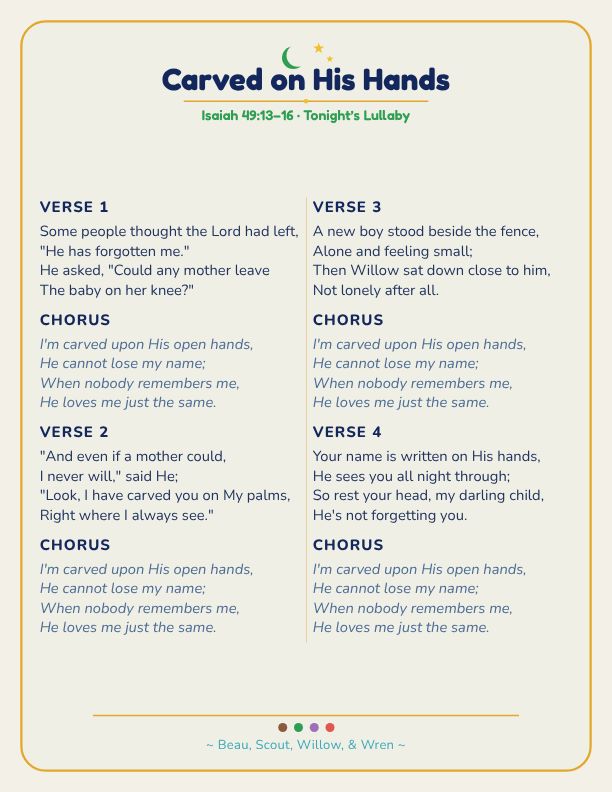 Carved on His Hands
Isaiah 49:13–16 · Tonight's Lullaby
VERSE 1
Some people thought the Lord had left,
"He has forgotten me."
He asked, "Could any mother leave
The baby on her knee?"
CHORUS
I'm carved upon His open hands,
He cannot lose my name;
When nobody remembers me,
He loves me just the same.
VERSE 2
"And even if a mother could,
I never will," said He;
"Look, I have carved you on My palms,
Right where I always see."
CHORUS
I'm carved upon His open hands,
He cannot lose my name;
When nobody remembers me,
He loves me just the same.
VERSE 3
A new boy stood beside the fence,
Alone and feeling small;
Then Willow sat down close to him,
Not lonely after all.
CHORUS
I'm carved upon His open hands,
He cannot lose my name;
When nobody remembers me,
He loves me just the same.
VERSE 4
Your name is written on His hands,
He sees you all night through;
So rest your head, my darling child,
He's not forgetting you.
CHORUS
I'm carved upon His open hands,
He cannot lose my name;
When nobody remembers me,
He loves me just the same.
~ Beau, Scout, Willow, & Wren ~